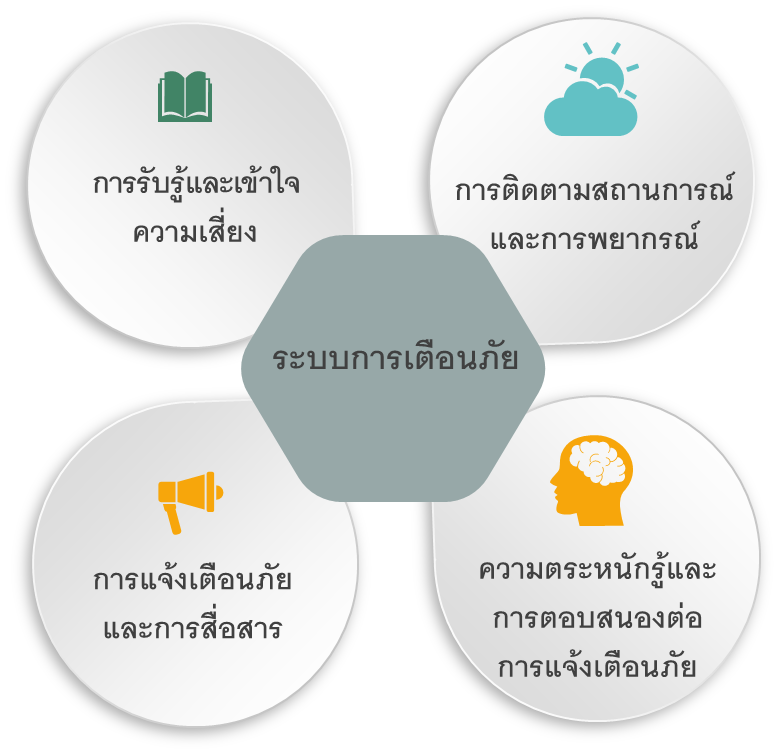 การรับรู้และเข้าใจ
ความเสี่ยง
การติดตามสถานการณ์
และการพยากรณ์
ระบบการเตือนภัย
การแจ้งเตือนภัย
และการสื่อสาร
ความตระหนักรู้และ
การตอบสนองต่อ
การแจ้งเตือนภัย